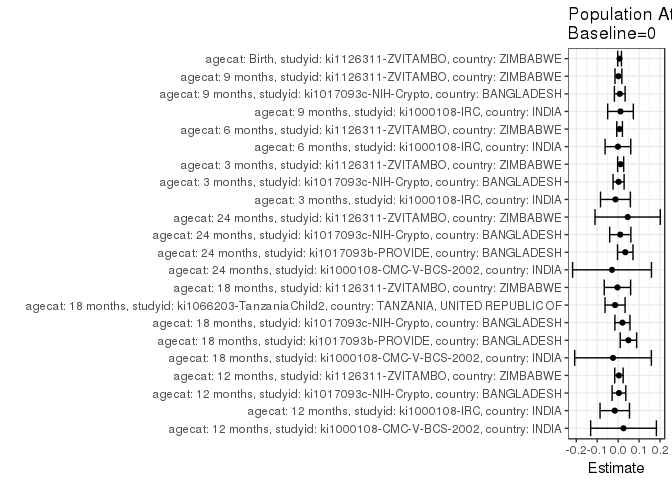 Population At
Baseline=0
agecat: Birth, studyid: ki1126311-ZVITAMBO, country: ZIMBABWE
agecat: 9 months, studyid: ki1126311-ZVITAMBO, country: ZIMBABWE
agecat: 9 months, studyid: ki1017093c-NIH-Crypto, country: BANGLADESH
agecat: 9 months, studyid: ki1000108-IRC, country: INDIA
agecat: 6 months, studyid: ki1126311-ZVITAMBO, country: ZIMBABWE
agecat: 6 months, studyid: ki1000108-IRC, country: INDIA
agecat: 3 months, studyid: ki1126311-ZVITAMBO, country: ZIMBABWE
agecat: 3 months, studyid: ki1017093c-NIH-Crypto, country: BANGLADESH
agecat: 3 months, studyid: ki1000108-IRC, country: INDIA
agecat: 24 months, studyid: ki1126311-ZVITAMBO, country: ZIMBABWE
agecat: 24 months, studyid: ki1017093c-NIH-Crypto, country: BANGLADESH
agecat: 24 months, studyid: ki1017093b-PROVIDE, country: BANGLADESH
agecat: 24 months, studyid: ki1000108-CMC-V-BCS-2002, country: INDIA
agecat: 18 months, studyid: ki1126311-ZVITAMBO, country: ZIMBABWE
agecat: 18 months, studyid: ki1066203-TanzaniaChild2, country: TANZANIA, UNITED REPUBLIC OF
agecat: 18 months, studyid: ki1017093c-NIH-Crypto, country: BANGLADESH
agecat: 18 months, studyid: ki1017093b-PROVIDE, country: BANGLADESH
agecat: 18 months, studyid: ki1000108-CMC-V-BCS-2002, country: INDIA
agecat: 12 months, studyid: ki1126311-ZVITAMBO, country: ZIMBABWE
agecat: 12 months, studyid: ki1017093c-NIH-Crypto, country: BANGLADESH
agecat: 12 months, studyid: ki1000108-IRC, country: INDIA
agecat: 12 months, studyid: ki1000108-CMC-V-BCS-2002, country: INDIA
-0.2 -0.1 0.0 0.1 0.2
Estimate